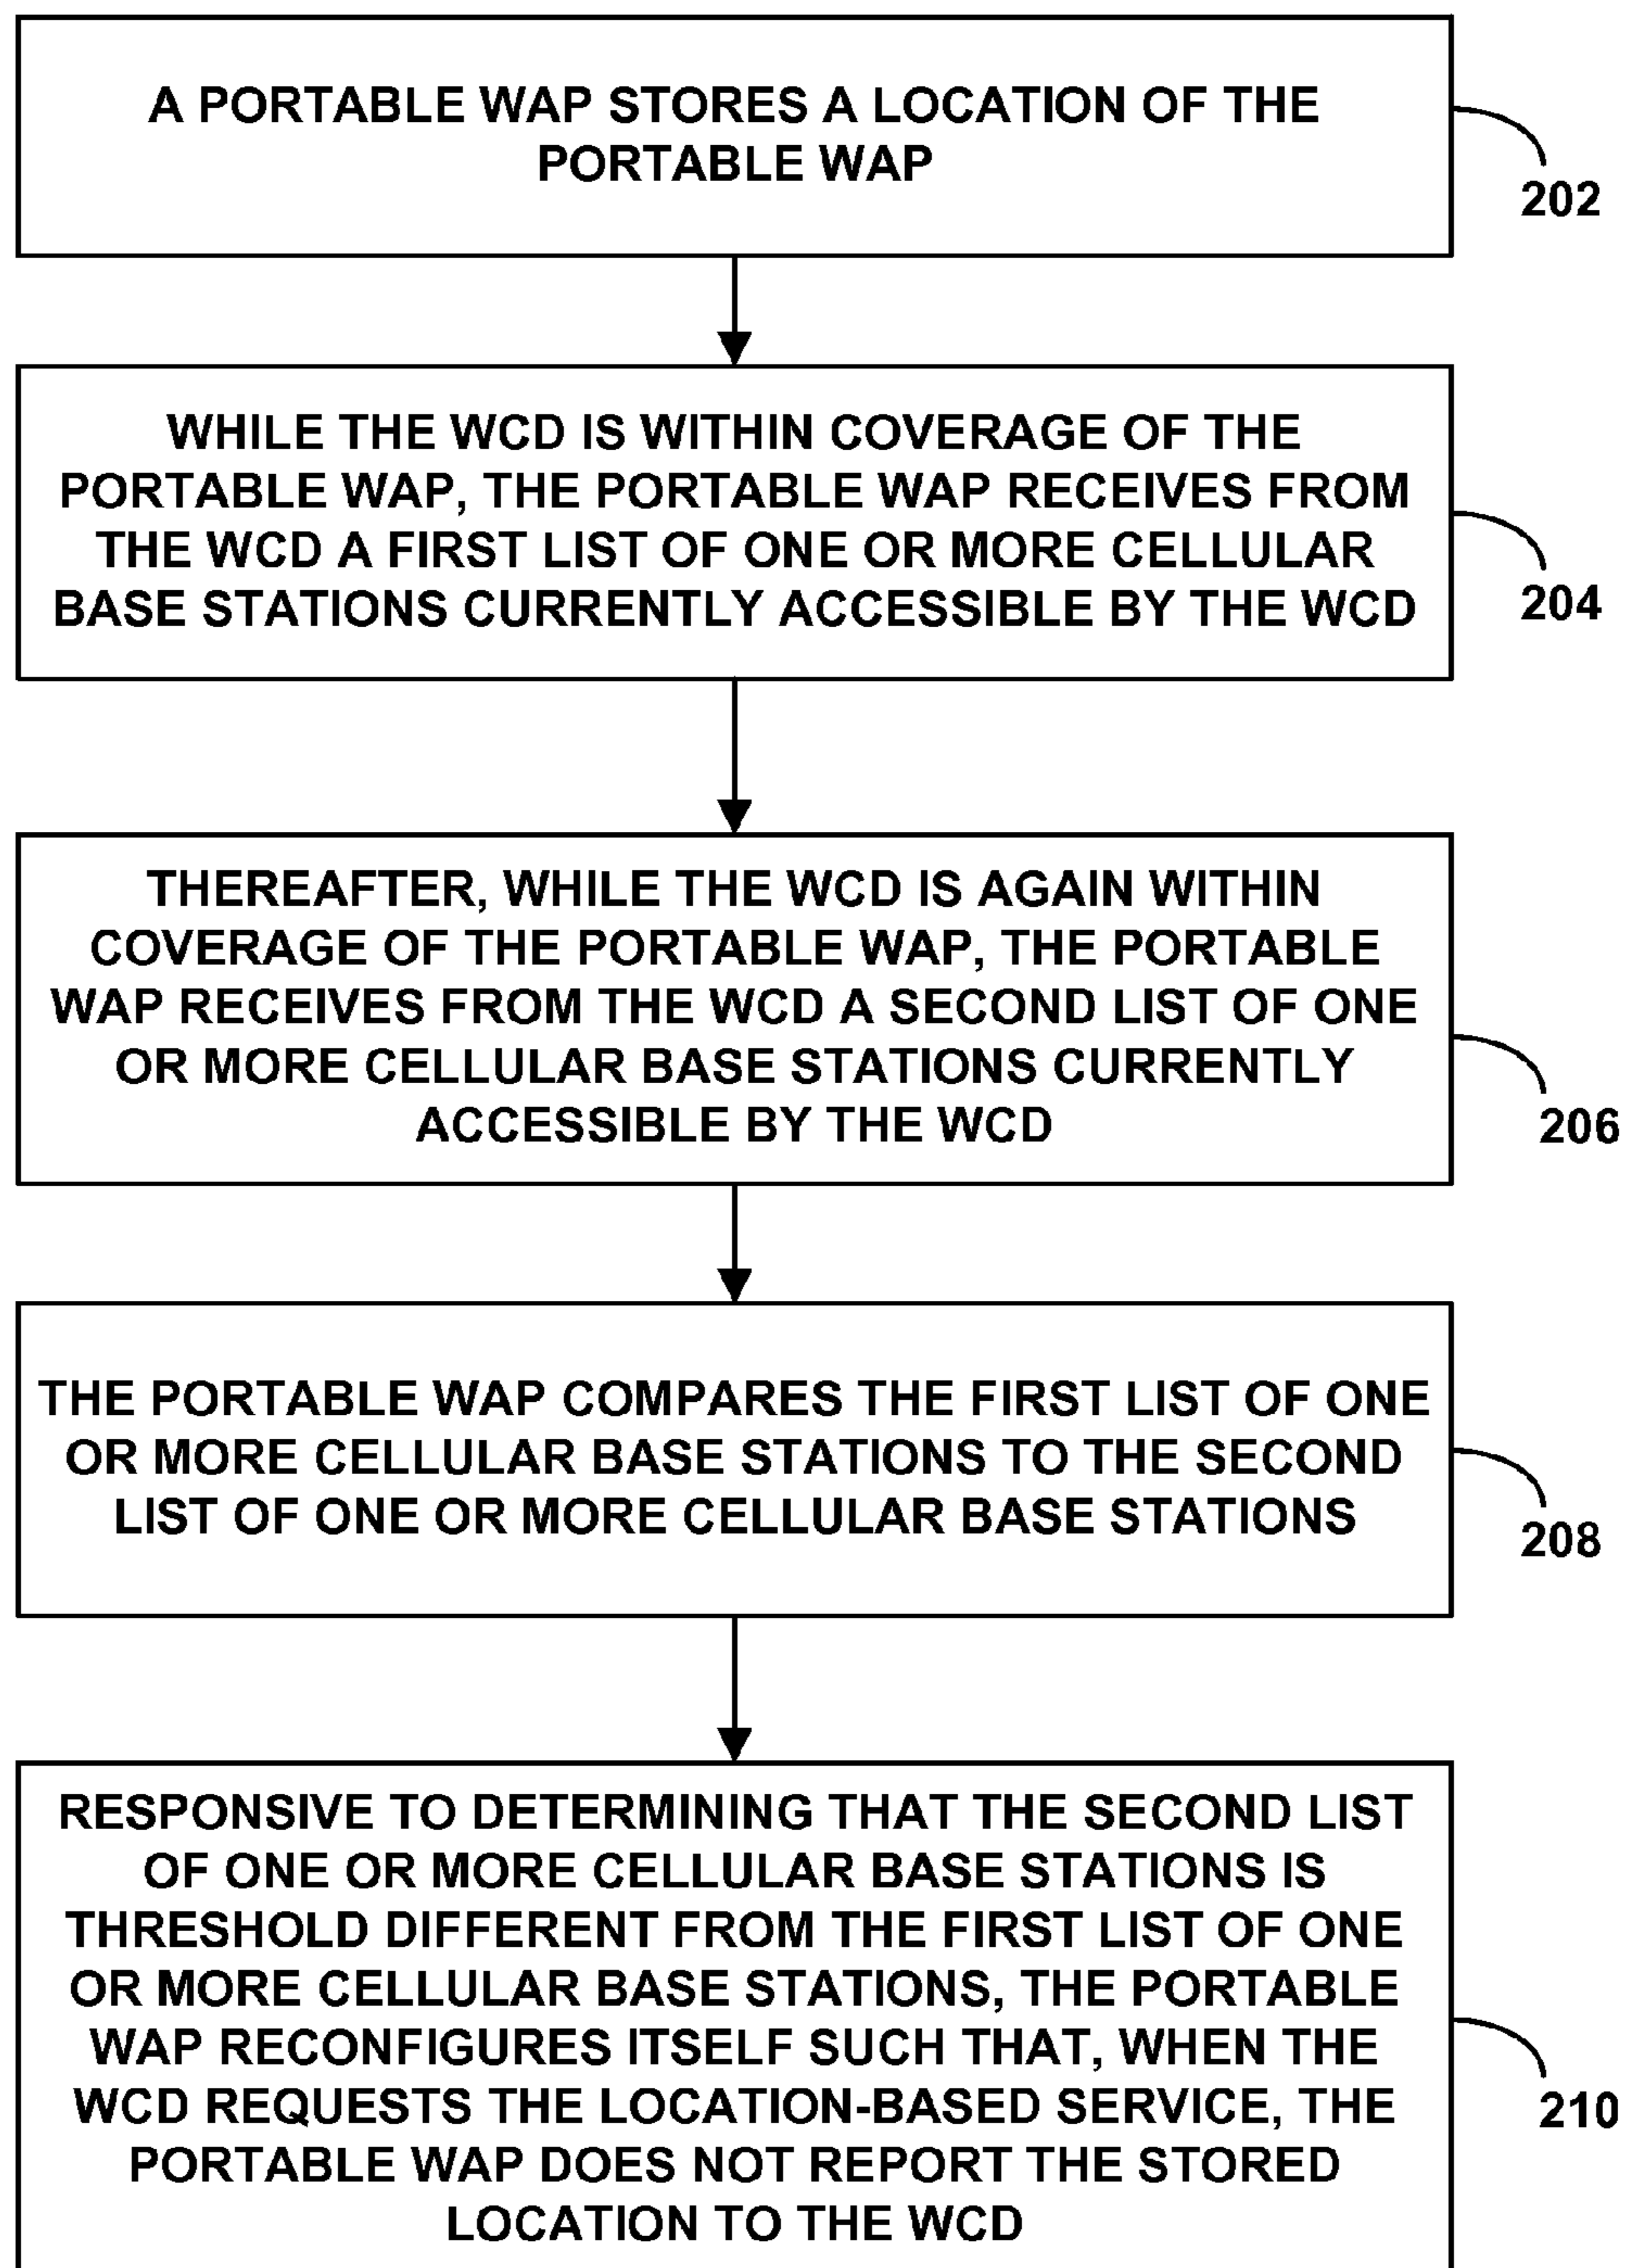 A PORTABLE WAP STORES A LOCATION OF THE
PORTABLE WAP
202
WHILE THE WCD IS WITHIN COVERAGE OF THE
PORTABLE WAP, THE PORTABLE WAP RECEIVES FROM
THE WCD A FIRST LIST OF ONE OR MORE CELLULAR
BASE STATIONS CURRENTLY ACCESSIBLE BY THE WCD
204
THEREAFTER, WHILE THE WCD IS AGAIN WITHIN
COVERAGE OF THE PORTABLE WAP, THE PORTABLE
WAP RECEIVES FROM THE WCD A SECOND LIST OF ONE
OR MORE CELLULAR BASE STATIONS CURRENTLY
ACCESSIBLE BY THE WCD
206
THE PORTABLE WAP COMPARES THE FIRST LIST OF ONE
OR MORE CELLULAR BASE STATIONS TO THE SECOND
LIST OF ONE OR MORE CELLULAR BASE STATIONS
208
RESPONSIVE TO DETERMINING THAT THE SECOND LIST
OF ONE OR MORE CELLULAR BASE STATIONS IS
THRESHOLD DIFFERENT FROM THE FIRST LIST OF ONE
OR MORE CELLULAR BASE STATIONS, THE PORTABLE
WAP RECONFIGURES ITSELF SUCH THAT, WHEN THE
WCD REQUESTS THE LOCATION-BASED SERVICE, THE
PORTABLE WAP DOES NOT REPORT THE STORED
LOCATION TO THE WCD
210